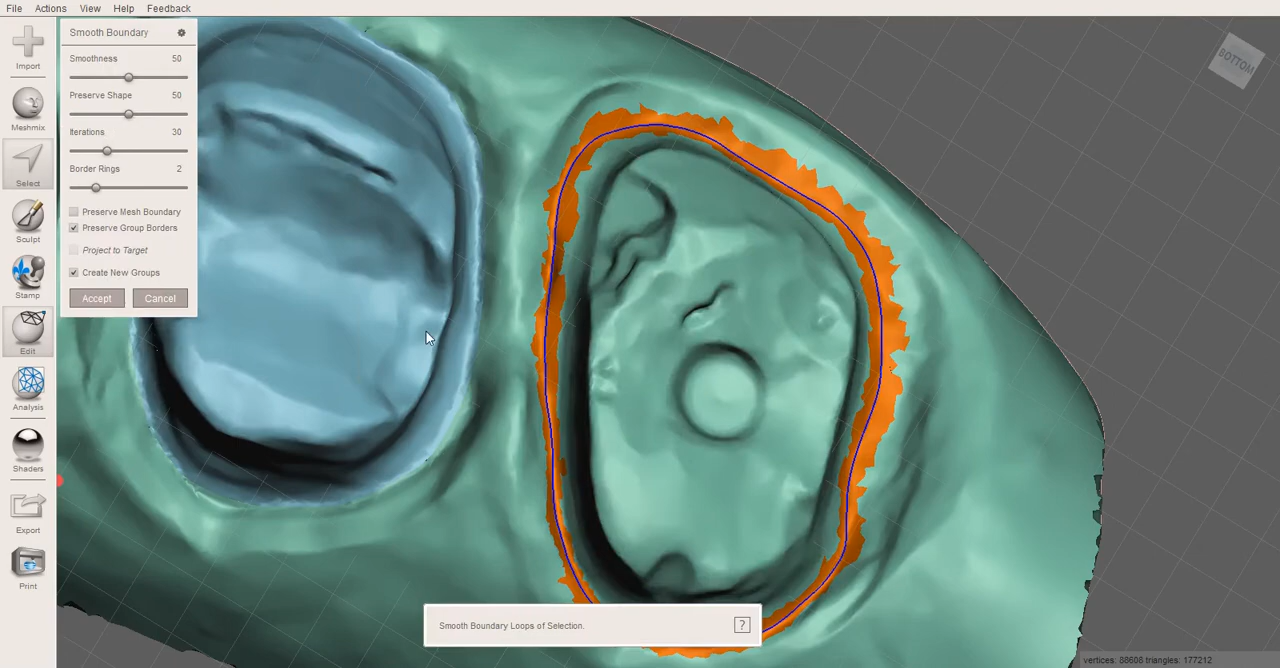 File Actions View Help Feedback
Import
Meshmix
Select
Sculpt
Stamp
Edit
Analysis
Shaders
Export
Print
Smooth Boundary
Smoothness 50
Preserve Shape 50
Iterations 30
Border Rings 2
Preserve Mesh Boundary
Preserve Group Borders
Project to Target
Create New Groups
Accept Cancel
BOTTOM
Smooth Boundary Loops of Selection. ?
vertices: 88608 triangles: 177212